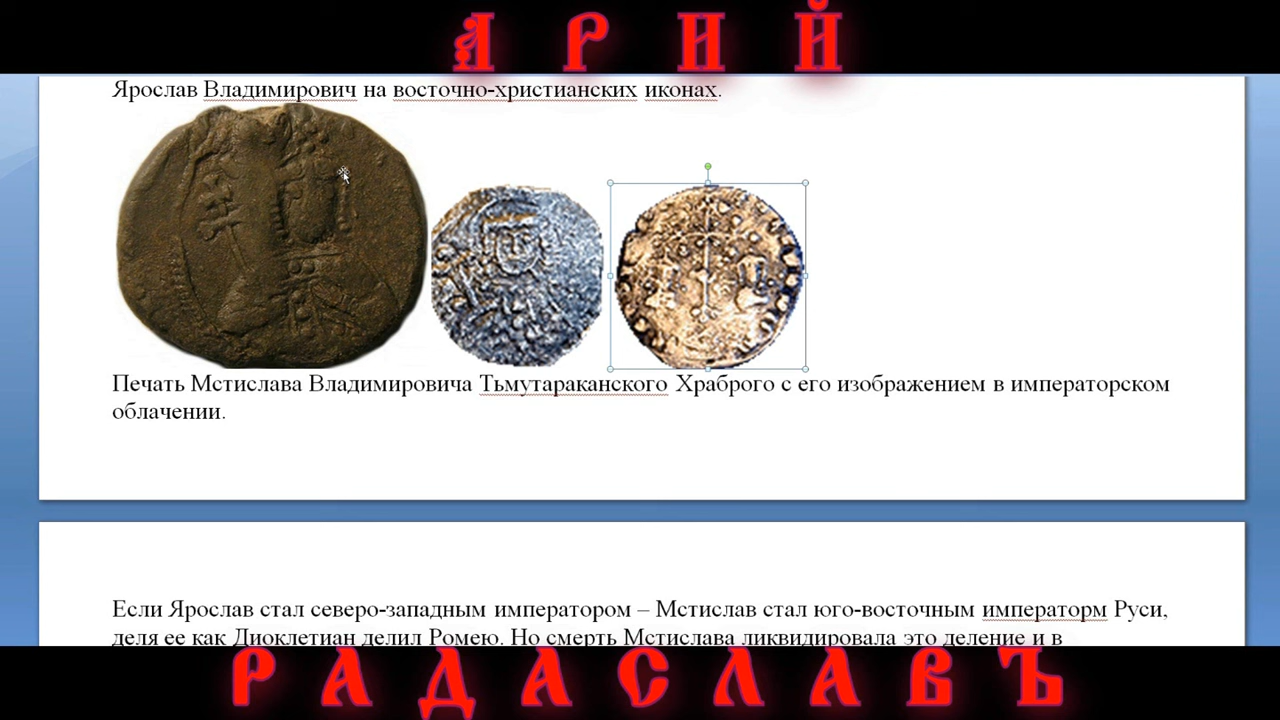 АРИЙ
Ярослав Владимирович на восточно-христианских иконах.
Печать Мстислава Владимировича Тьмутараканского Храброго с его изображением в императорском
облачении.
Если Ярослав стал северо-западным императором – Мстислав стал юго-восточным императорм Руси,
деля ее как Диоклетиан делил Ромею. Но смерть Мстислава ликвидировала это деление и в
РАДАСЛАВЪ